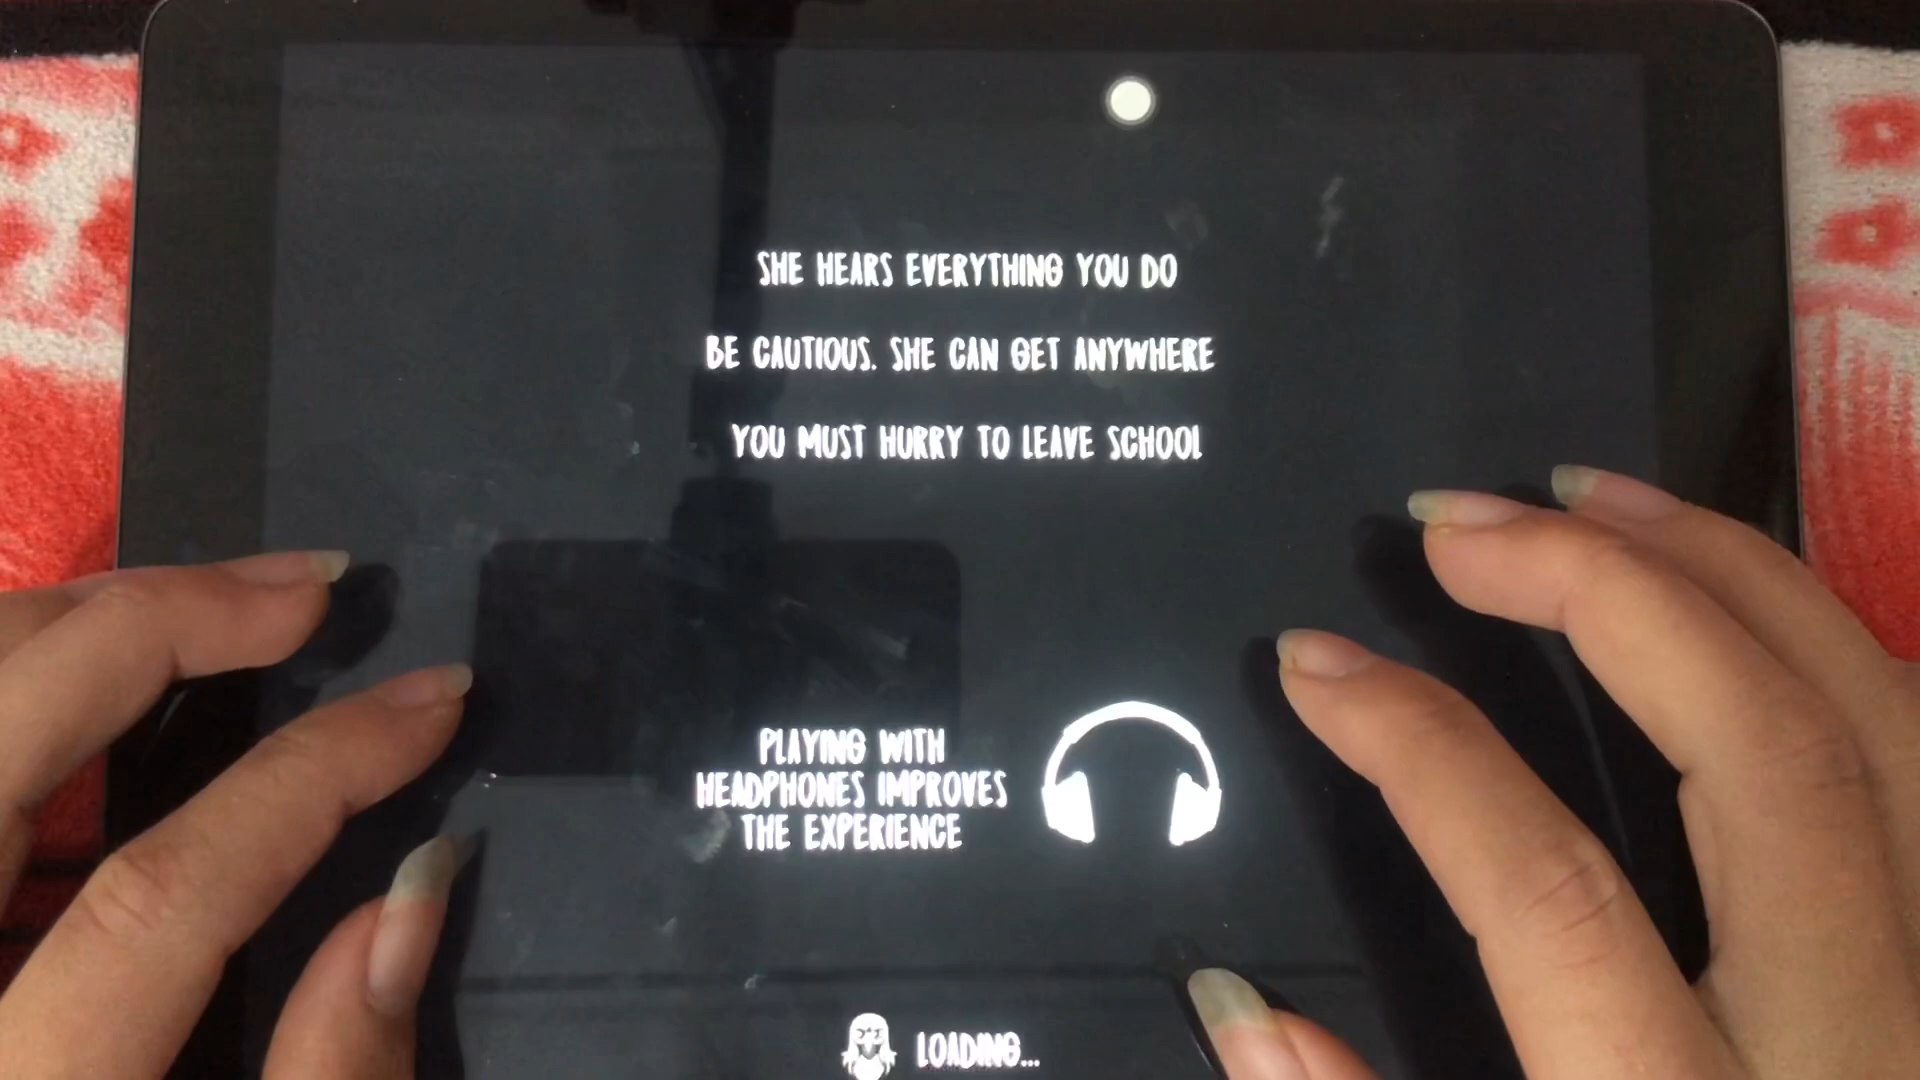 SHE HEARS EVERYTHING YOU DO
BE CAUTIOUS. SHE CAN GET ANYWHERE
YOU MUST HURRY TO LEAVE SCHOOL
PLAYING WITH
HEADPHONES IMPROVES
THE EXPERIENCE
LOADING...